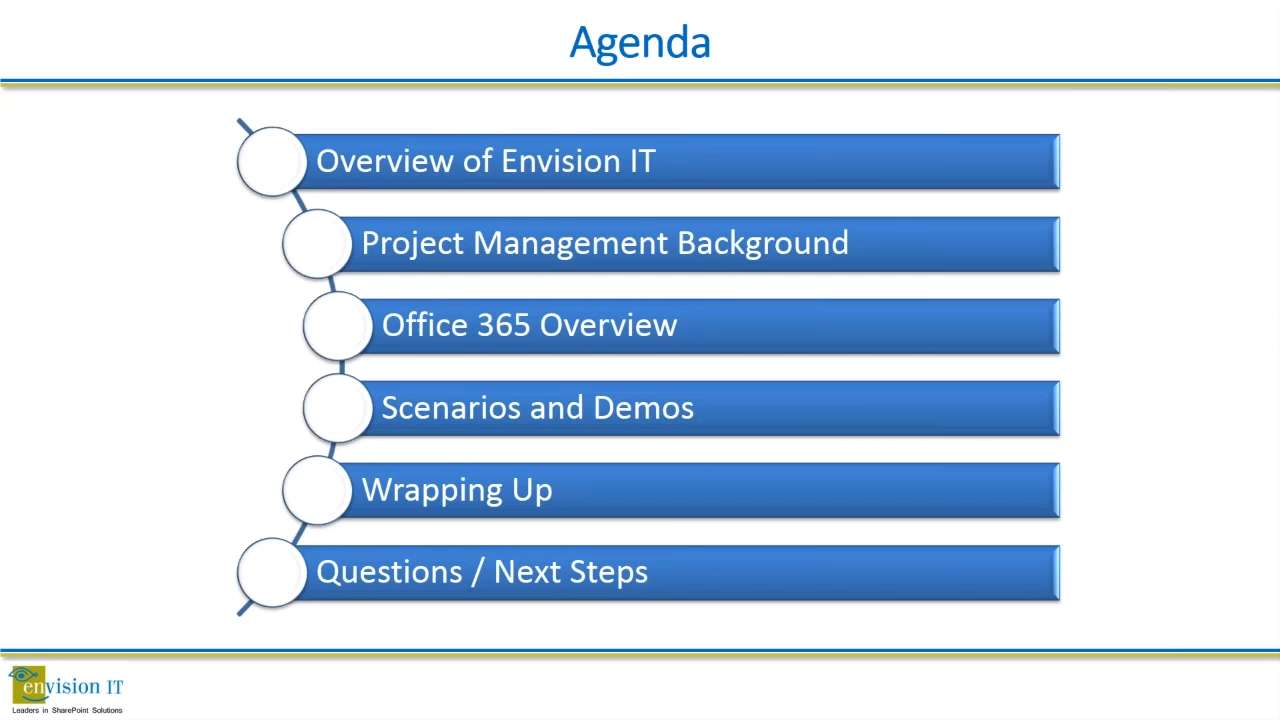 Agenda
Overview of Envision IT
Project Management Background
Office 365 Overview
Scenarios and Demos
Wrapping Up
Questions / Next Steps
envision IT
Leaders in SharePoint Solutions